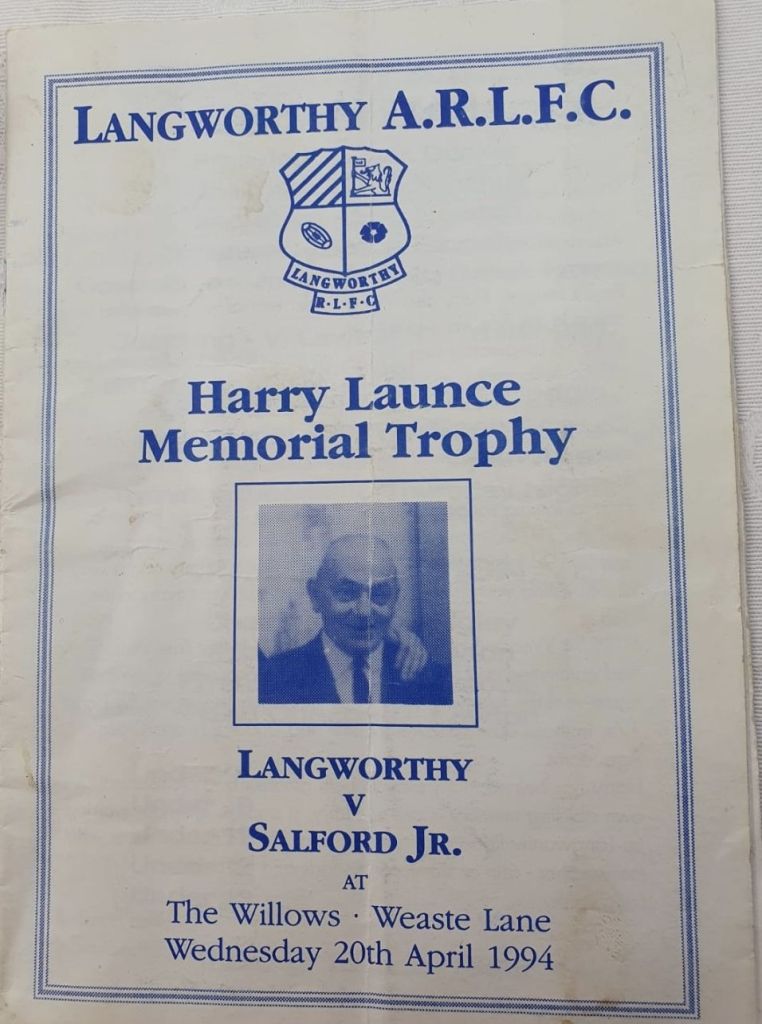 LANGWORTHY A.R.L.F.C.
LANGWORTHY
R·L·F·C
Harry Launce
Memorial Trophy
LANGWORTHY
V
SALFORD JR.
AT
The Willows · Weaste Lane
Wednesday 20th April 1994